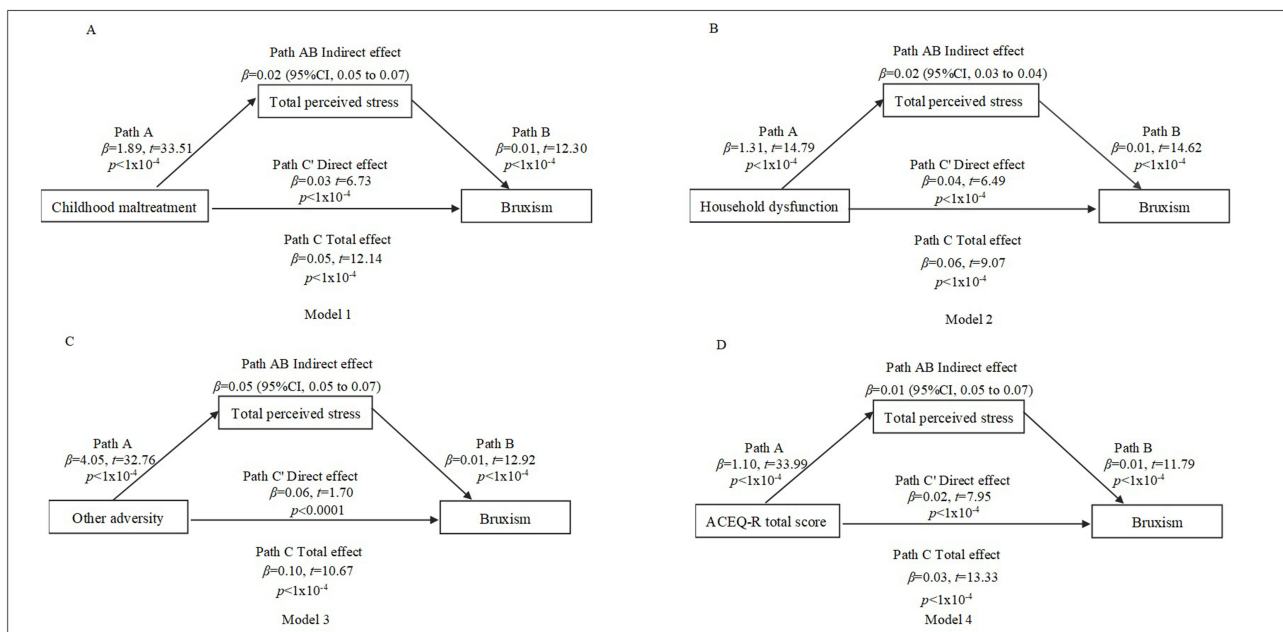 A
Path AB Indirect effect
β=0.02 (95%CI, 0.05 to 0.07)
Total perceived stress
Path A
β=1.89, t=33.51
p<1x10-4
Path B
β=0.01, t=12.30
p<1x10-4
Path C' Direct effect
β=0.03 t=6.73
p<1x10-4
Childhood maltreatment
Bruxism
Path C Total effect
β=0.05, t=12.14
p<1x10-4
Model 1
B
Path AB Indirect effect
β=0.02 (95%CI, 0.03 to 0.04)
Total perceived stress
Path A
β=1.31, t=14.79
p<1x10-4
Path B
β=0.01, t=14.62
p<1x10-4
Path C' Direct effect
β=0.04, t=6.49
p<1x10-4
Household dysfunction
Bruxism
Path C Total effect
β=0.06, t=9.07
p<1x10-4
Model 2
C
Path AB Indirect effect
β=0.05 (95%CI, 0.05 to 0.07)
Total perceived stress
Path A
β=4.05, t=32.76
p<1x10-4
Path B
β=0.01, t=12.92
p<1x10-4
Path C' Direct effect
β=0.06, t=1.70
p<0.0001
Other adversity
Bruxism
Path C Total effect
β=0.10, t=10.67
p<1x10-4
Model 3
D
Path AB Indirect effect
β=0.01 (95%CI, 0.05 to 0.07)
Total perceived stress
Path A
β=1.10, t=33.99
p<1x10-4
Path B
β=0.01, t=11.79
p<1x10-4
Path C' Direct effect
β=0.02, t=7.95
p<1x10-4
ACEQ-R total score
Bruxism
Path C Total effect
β=0.03, t=13.33
p<1x10-4
Model 4